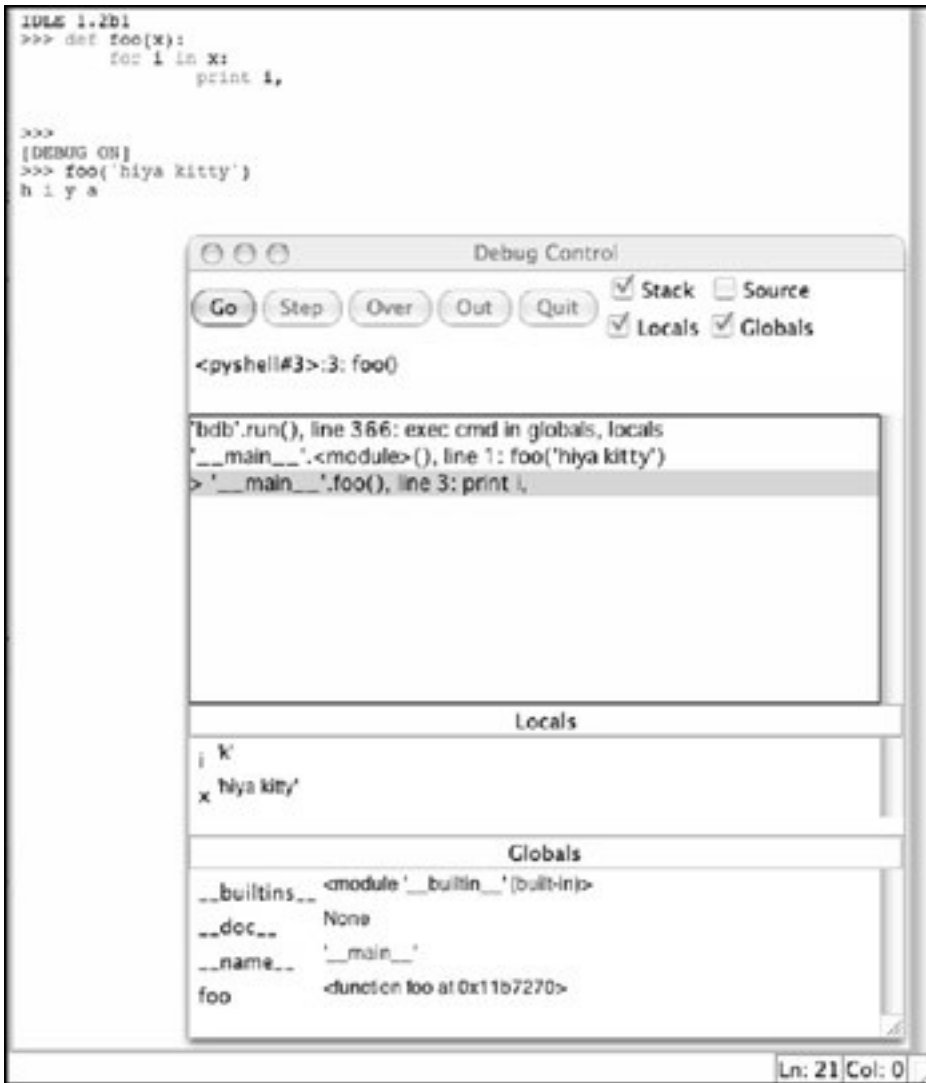 IDLE 1.2b1
>>> def foo(x):
for i in x:
print i,
>>>
[DEBUG ON]
>>> foo('hiya kitty')
h i y a
Debug Control
Go Step Over Out Quit Stack Source
Locals Globals
<pyshell#3>:3: foo()
'bdb'.run(), line 366: exec cmd in globals, locals
'__main__'.<module>(), line 1: foo('hiya kitty')
> '__main__'.foo(), line 3: print i,
Locals
i 'k'
x 'hiya kitty'
Globals
__builtins__ <module '__builtin__' (built-in)>
__doc__ None
__name__ '__main__'
foo <function foo at 0x11b7270>
Ln: 21 Col: 0